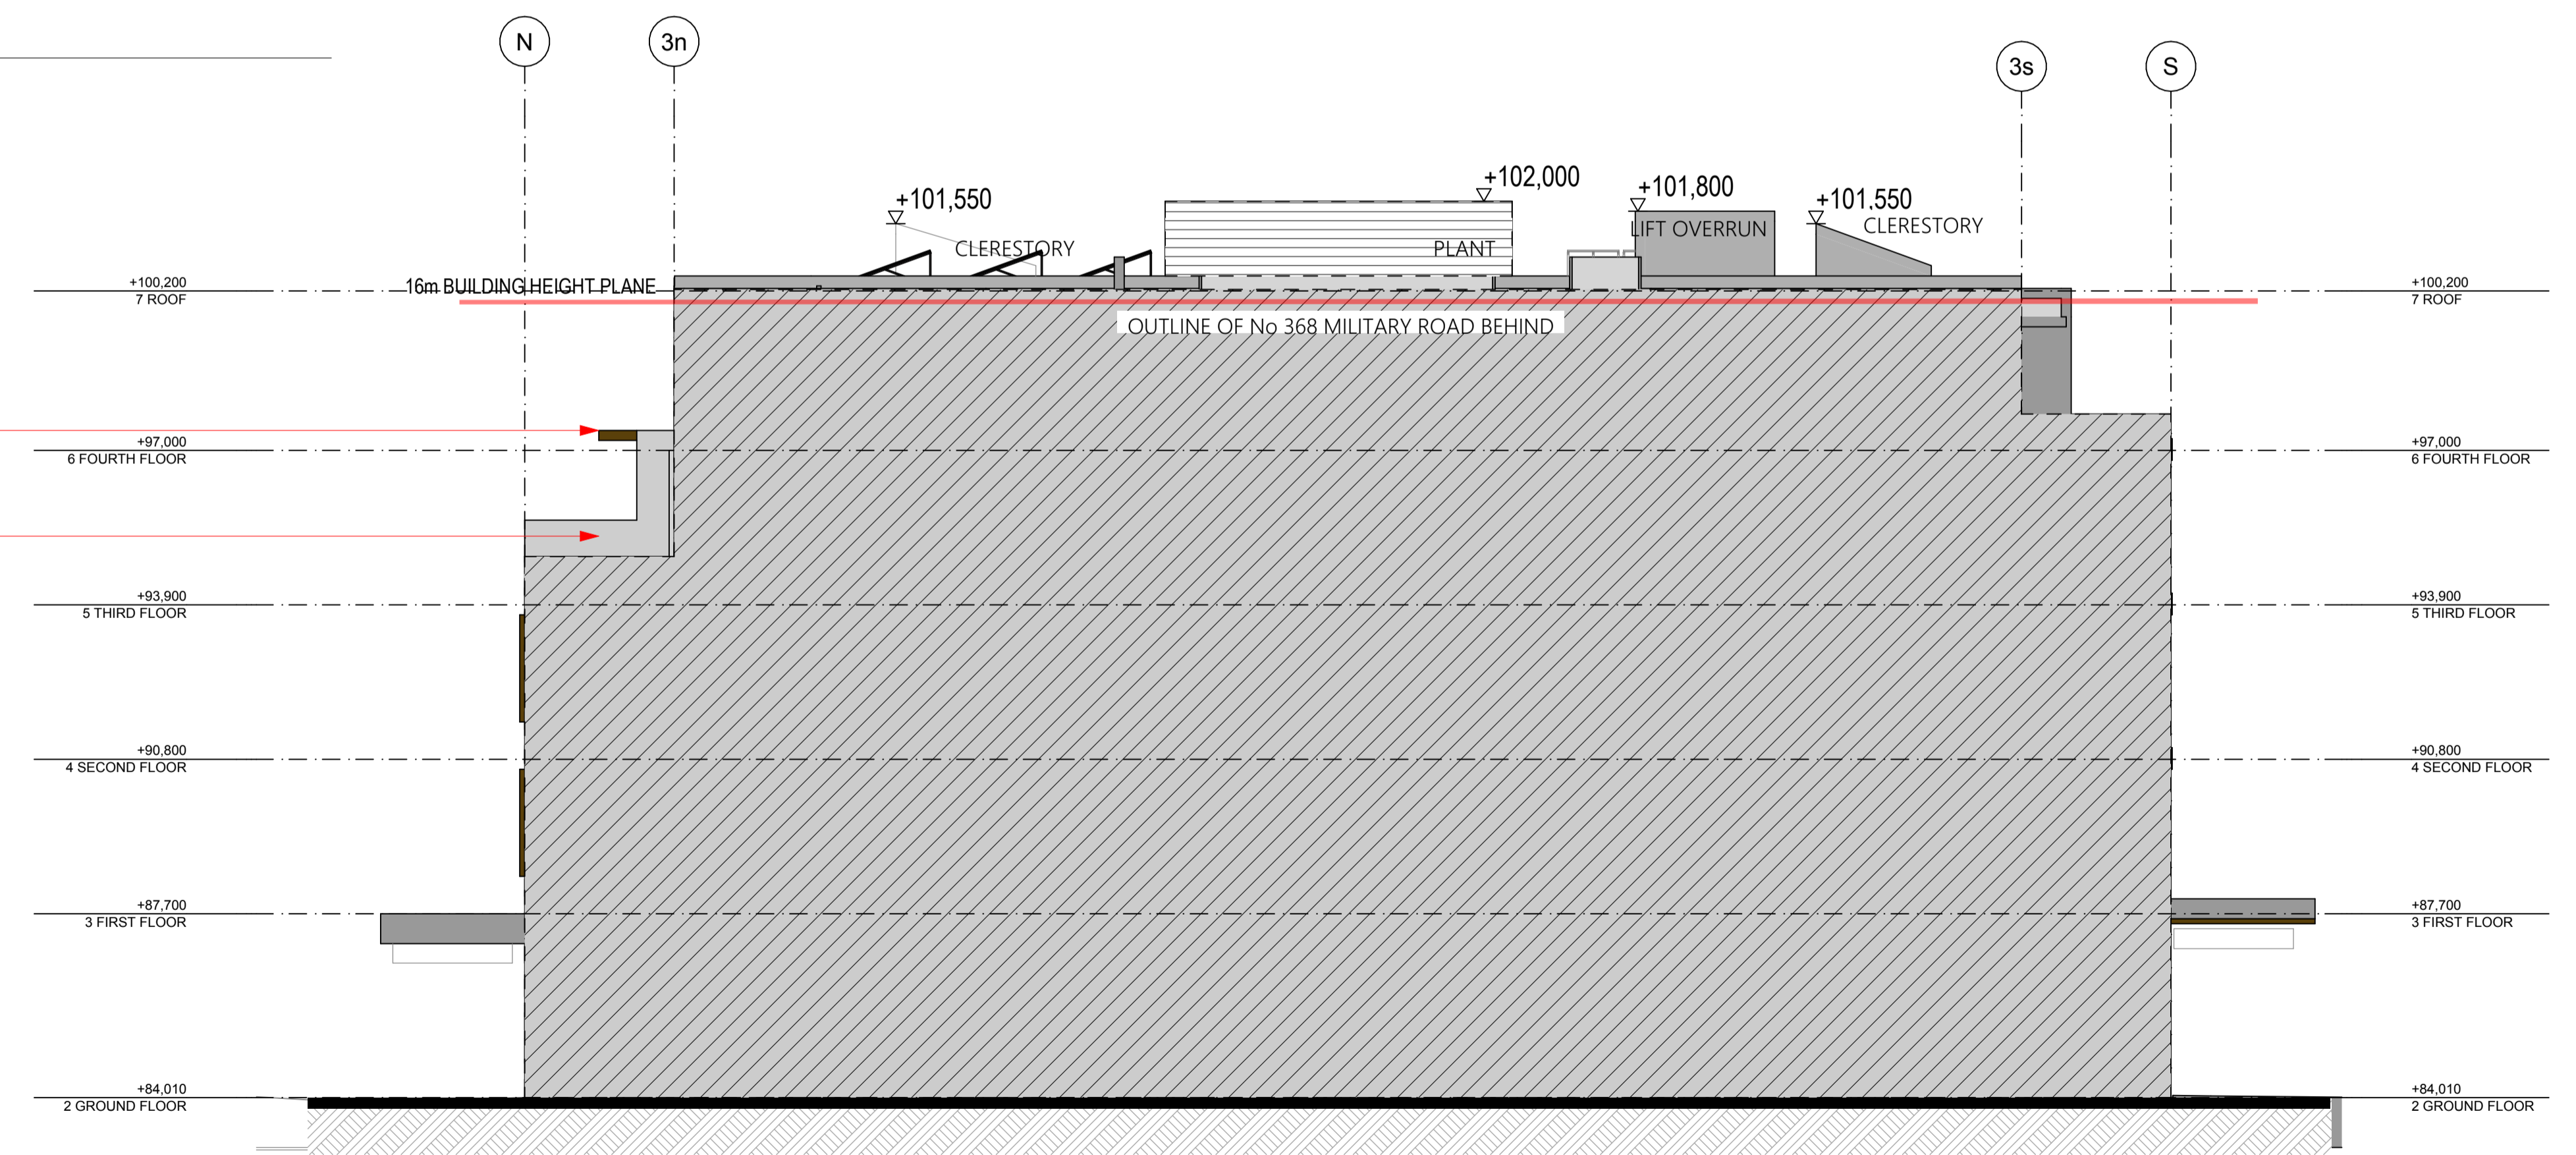 N
3n
3s
S
+102,000
+101,800
+101,550
+101,550
CLERESTORY
LIFT OVERRUN
CLERESTORY
PLANT
+100,200
7 ROOF
16m BUILDING HEIGHT PLANE
+100,200
7 ROOF
OUTLINE OF No 368 MILITARY ROAD BEHIND
+97,000
6 FOURTH FLOOR
+97,000
6 FOURTH FLOOR
+93,900
5 THIRD FLOOR
+93,900
5 THIRD FLOOR
+90,800
4 SECOND FLOOR
+90,800
4 SECOND FLOOR
+87,700
3 FIRST FLOOR
+87,700
3 FIRST FLOOR
+84,010
2 GROUND FLOOR
+84,010
2 GROUND FLOOR